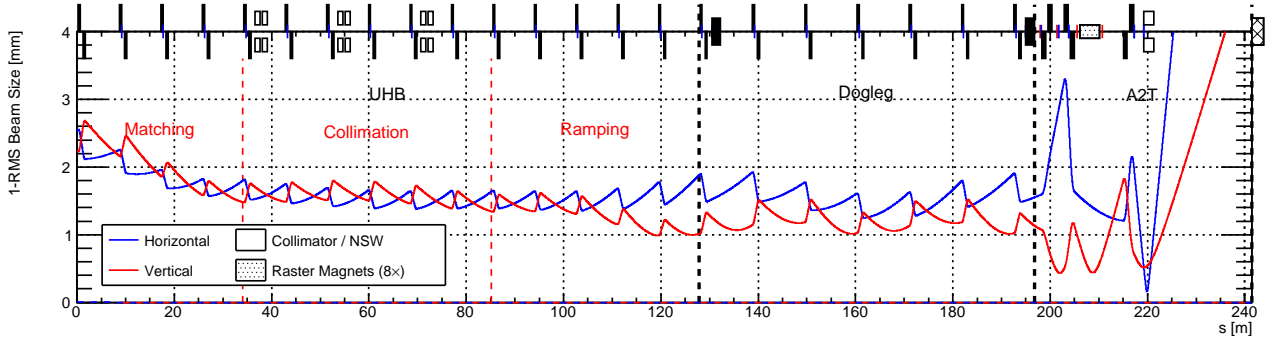 1-RMS Beam Size [mm]
4
3
2
1
0
UHB
Dogleg
A2T
Matching
Collimation
Ramping
Horizontal
Collimator / NSW
Vertical
Raster Magnets (8×)
0 20 40 60 80 100 120 140 160 180 200 220 240
s [m]